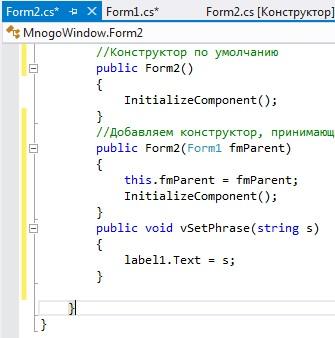 Form2.cs* Form1.cs* Form2.cs [Конструктор]
MnogoWindow.Form2
//Конструктор по умолчанию
public Form2()
{
InitializeComponent();
}
//Добавляем конструктор, принимающ
public Form2(Form1 fmParent)
{
this.fmParent = fmParent;
InitializeComponent();
}
public void vSetPhrase(string s)
{
label1.Text = s;
}
}
}